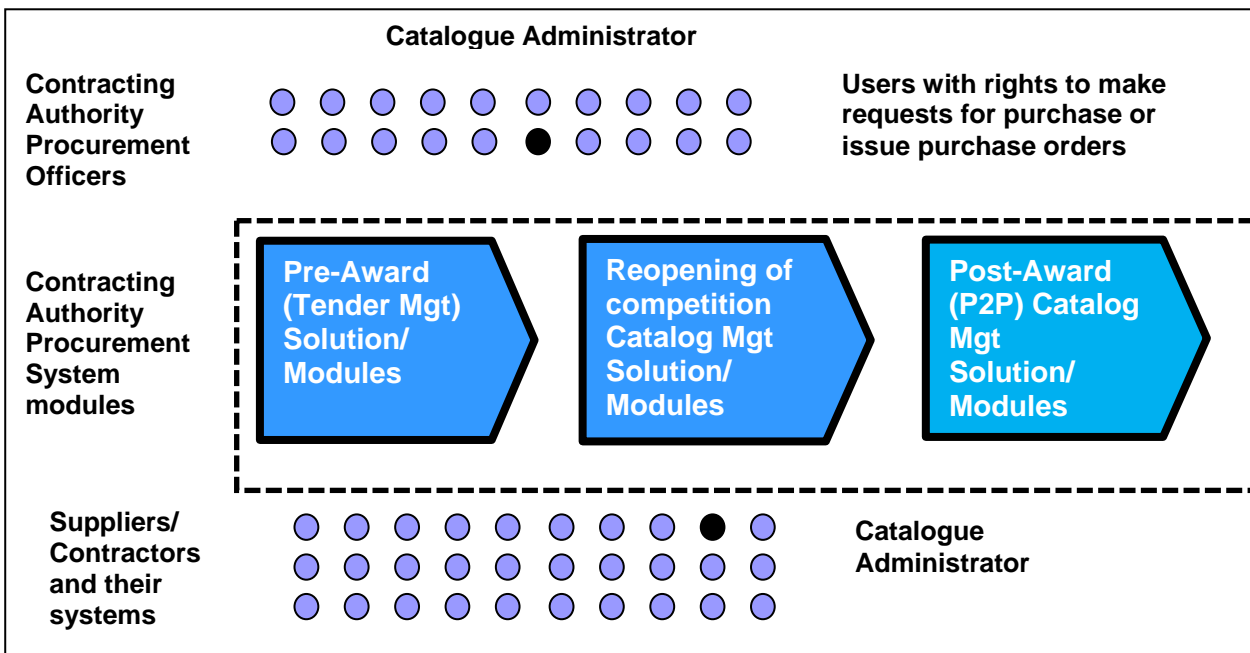 Catalogue Administrator
Contracting
Authority
Procurement
Officers
Users with rights to make
requests for purchase or
issue purchase orders
Contracting
Authority
Procurement
System
modules
Pre-Award
(Tender Mgt)
Solution/
Modules
Reopening of
competition
Catalog Mgt
Solution/
Modules
Post-Award
(P2P) Catalog
Mgt
Solution/
Modules
Suppliers/
Contractors
and their
systems
Catalogue
Administrator